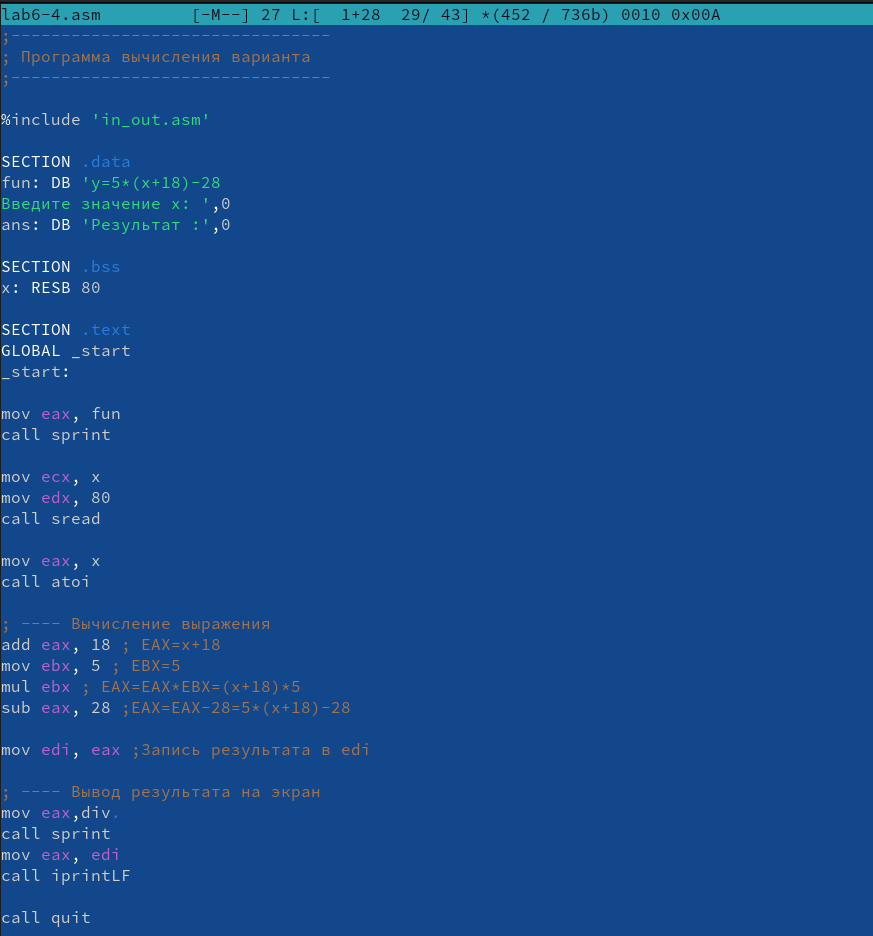 lab6-4.asm         [-M--] 27 L:[  1+28  29/ 43] *(452 / 736b) 0010 0x00A
;--------------------------------
; Программа вычисления варианта
;--------------------------------
%include 'in_out.asm'
SECTION .data
fun: DB 'y=5*(x+18)-28
Введите значение x: ',0
ans: DB 'Результат :',0
SECTION .bss
x: RESB 80
SECTION .text
GLOBAL _start
_start:
mov eax, fun
call sprint
mov ecx, x
mov edx, 80
call sread
mov eax, x
call atoi
; ---- Вычисление выражения
add eax, 18 ; EAX=x+18
mov ebx, 5 ; EBX=5
mul ebx ; EAX=EAX*EBX=(x+18)*5
sub eax, 28 ;EAX=EAX-28=5*(x+18)-28
mov edi, eax ;Запись результата в edi
; ---- Вывод результата на экран
mov eax,div.
call sprint
mov eax, edi
call iprintLF
call quit